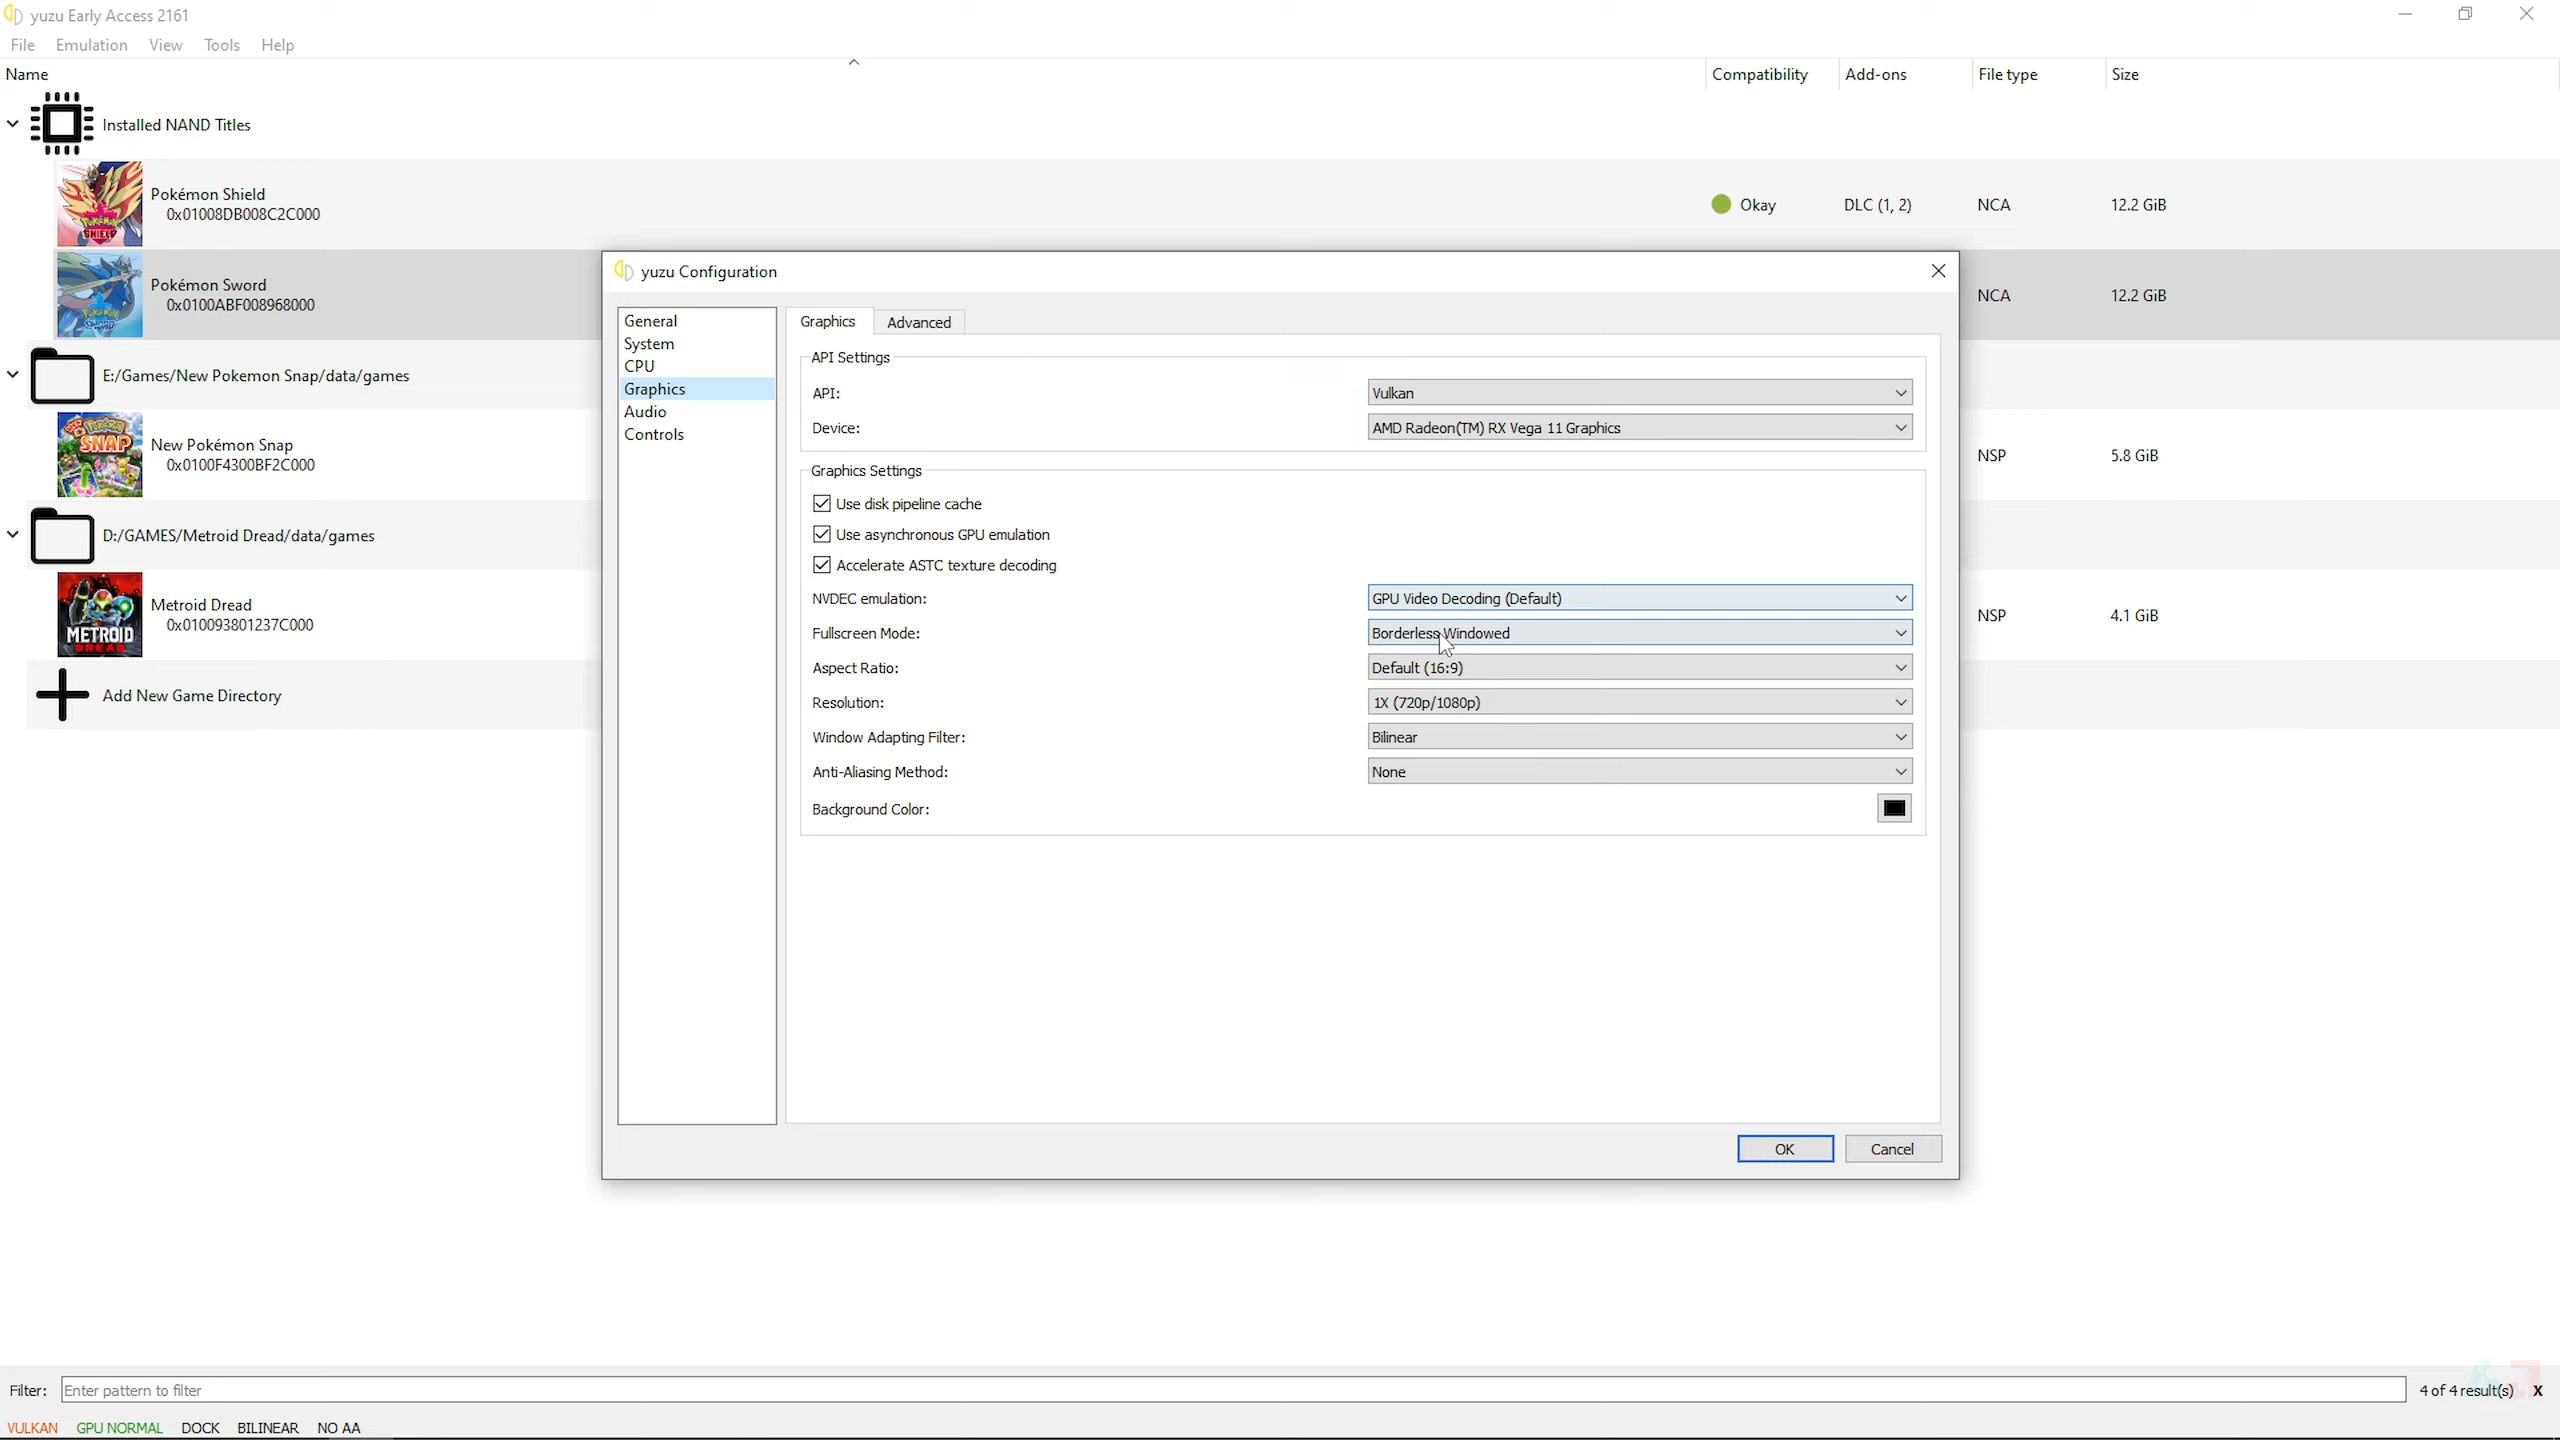 yuzu Early Access 2161
File Emulation View Tools Help
Name Compatibility Add-ons File type Size
Installed NAND Titles
Pokémon Shield
0x01008DB008C2C000
Okay DLC (1, 2) NCA 12.2 GiB
Pokémon Sword
0x0100ABF008968000
NCA 12.2 GiB
E:/Games/New Pokemon Snap/data/games
New Pokémon Snap
0x0100F4300BF2C000
NSP 5.8 GiB
D:/GAMES/Metroid Dread/data/games
METROID
DREAD
Metroid Dread
0x010093801237C000
NSP 4.1 GiB
Add New Game Directory
yuzu Configuration
General
System
CPU
Graphics
Audio
Controls
Graphics Advanced
API Settings
API: Vulkan
Device: AMD Radeon(TM) RX Vega 11 Graphics
Graphics Settings
Use disk pipeline cache
Use asynchronous GPU emulation
Accelerate ASTC texture decoding
NVDEC emulation: GPU Video Decoding (Default)
Fullscreen Mode: Borderless Windowed
Aspect Ratio: Default (16:9)
Resolution: 1X (720p/1080p)
Window Adapting Filter: Bilinear
Anti-Aliasing Method: None
Background Color:
OK Cancel
Filter: Enter pattern to filter 4 of 4 result(s) X
VULKAN GPU NORMAL DOCK BILINEAR NO AA